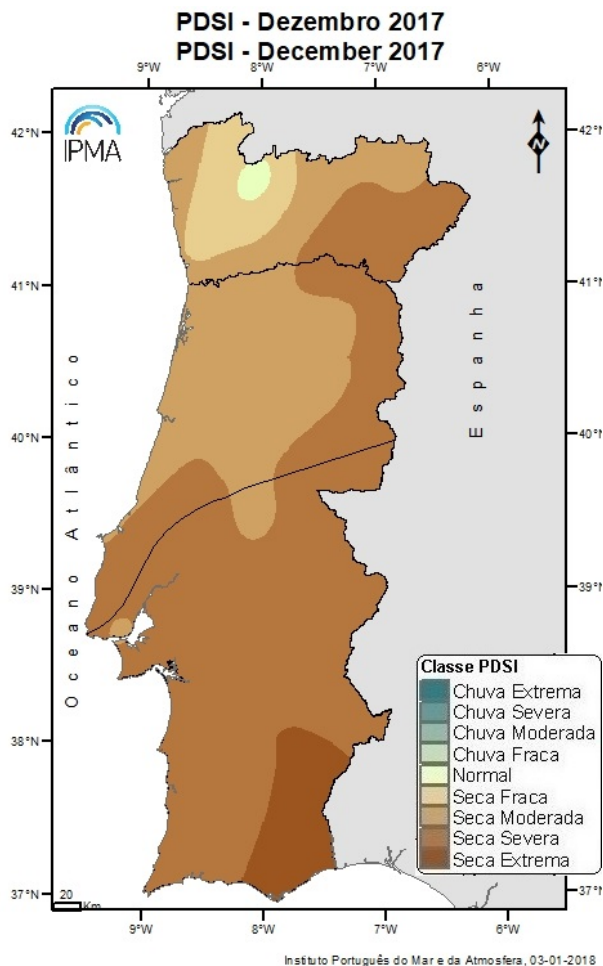 PDSI - Dezembro 2017
PDSI - December 2017
9°W 8°W 7°W 6°W
42°N 42°N
IPMA
N
41°N 41°N
Espanha
Oceano Atlântico
40°N 40°N
39°N 39°N
Classe PDSI
Chuva Extrema
Chuva Severa
Chuva Moderada
Chuva Fraca
Normal
Seca Fraca
Seca Moderada
Seca Severa
Seca Extrema
38°N 38°N
37°N 37°N
20
Km
9°W 8°W 7°W 6°W
Instituto Português do Mar e da Atmosfera, 03-01-2018